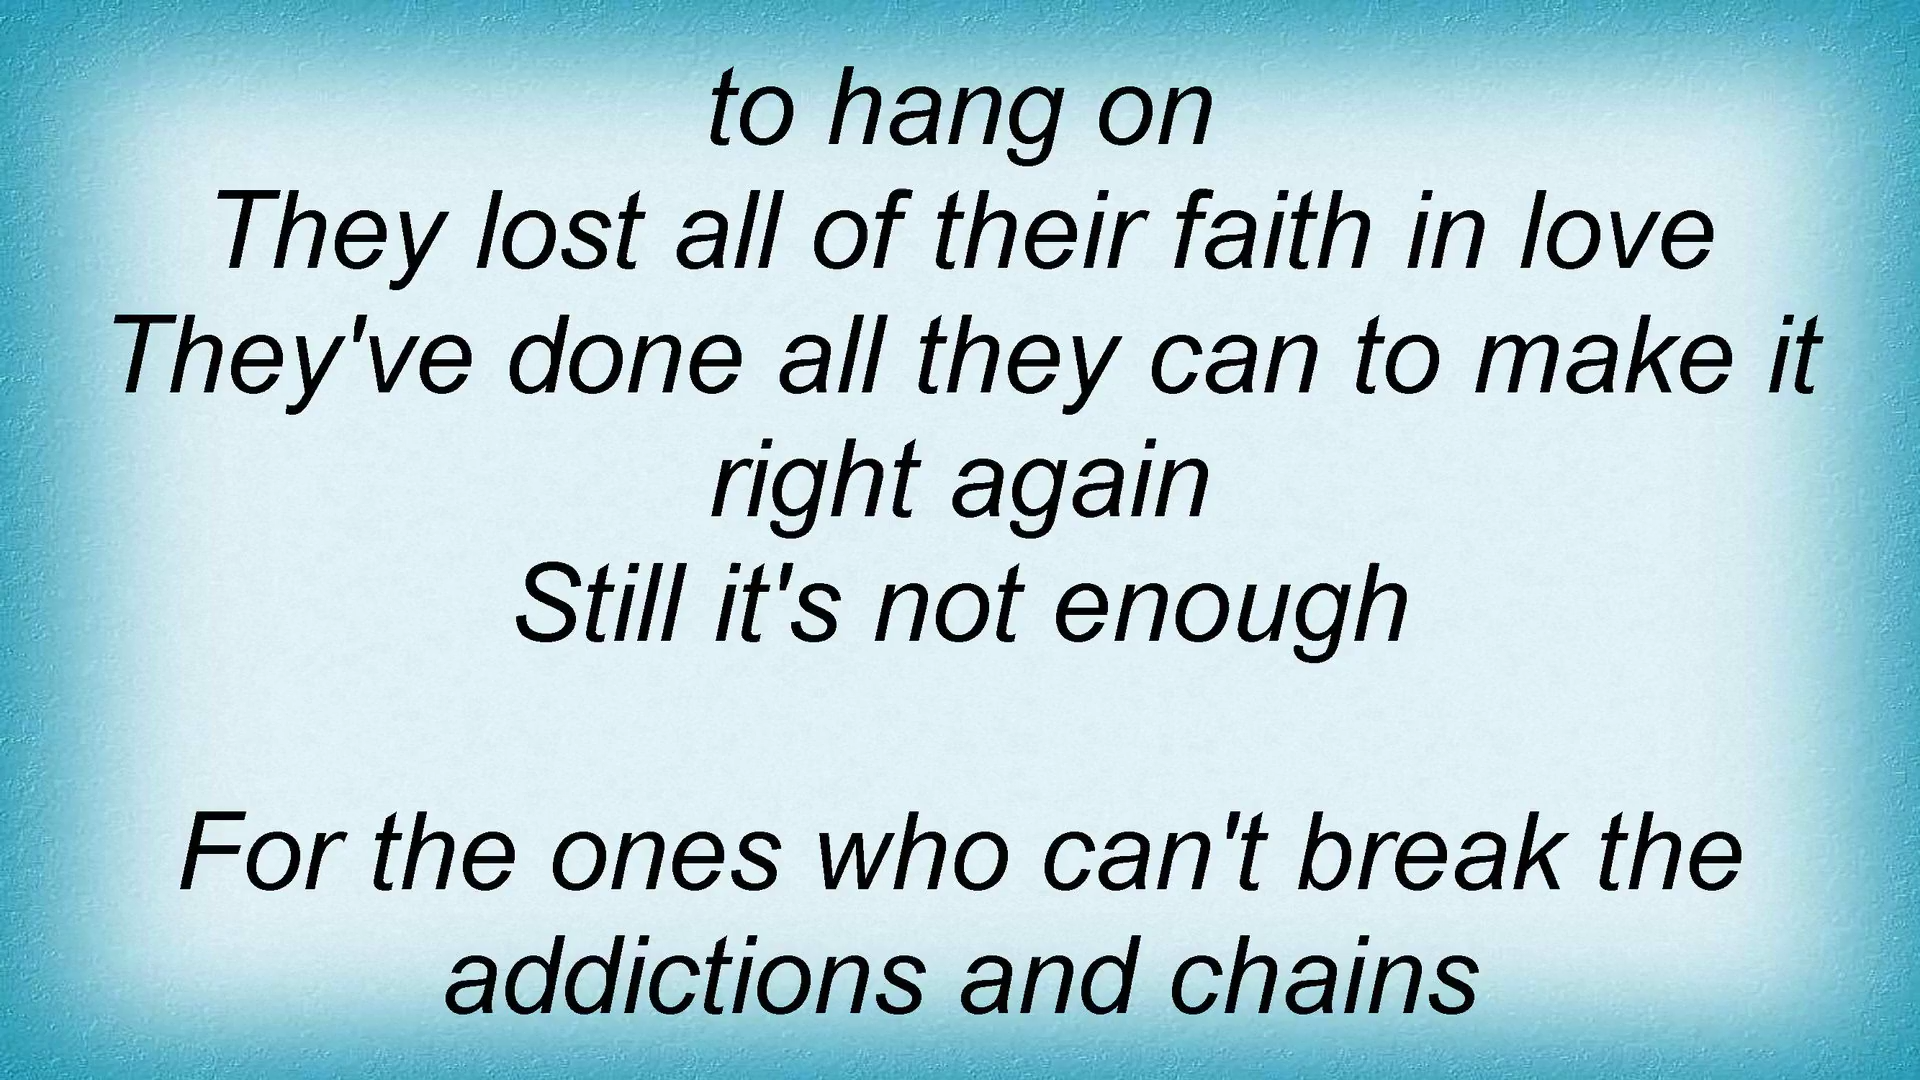 to hang on
They lost all of their faith in love
They've done all they can to make it
right again
Still it's not enough
For the ones who can't break the
addictions and chains